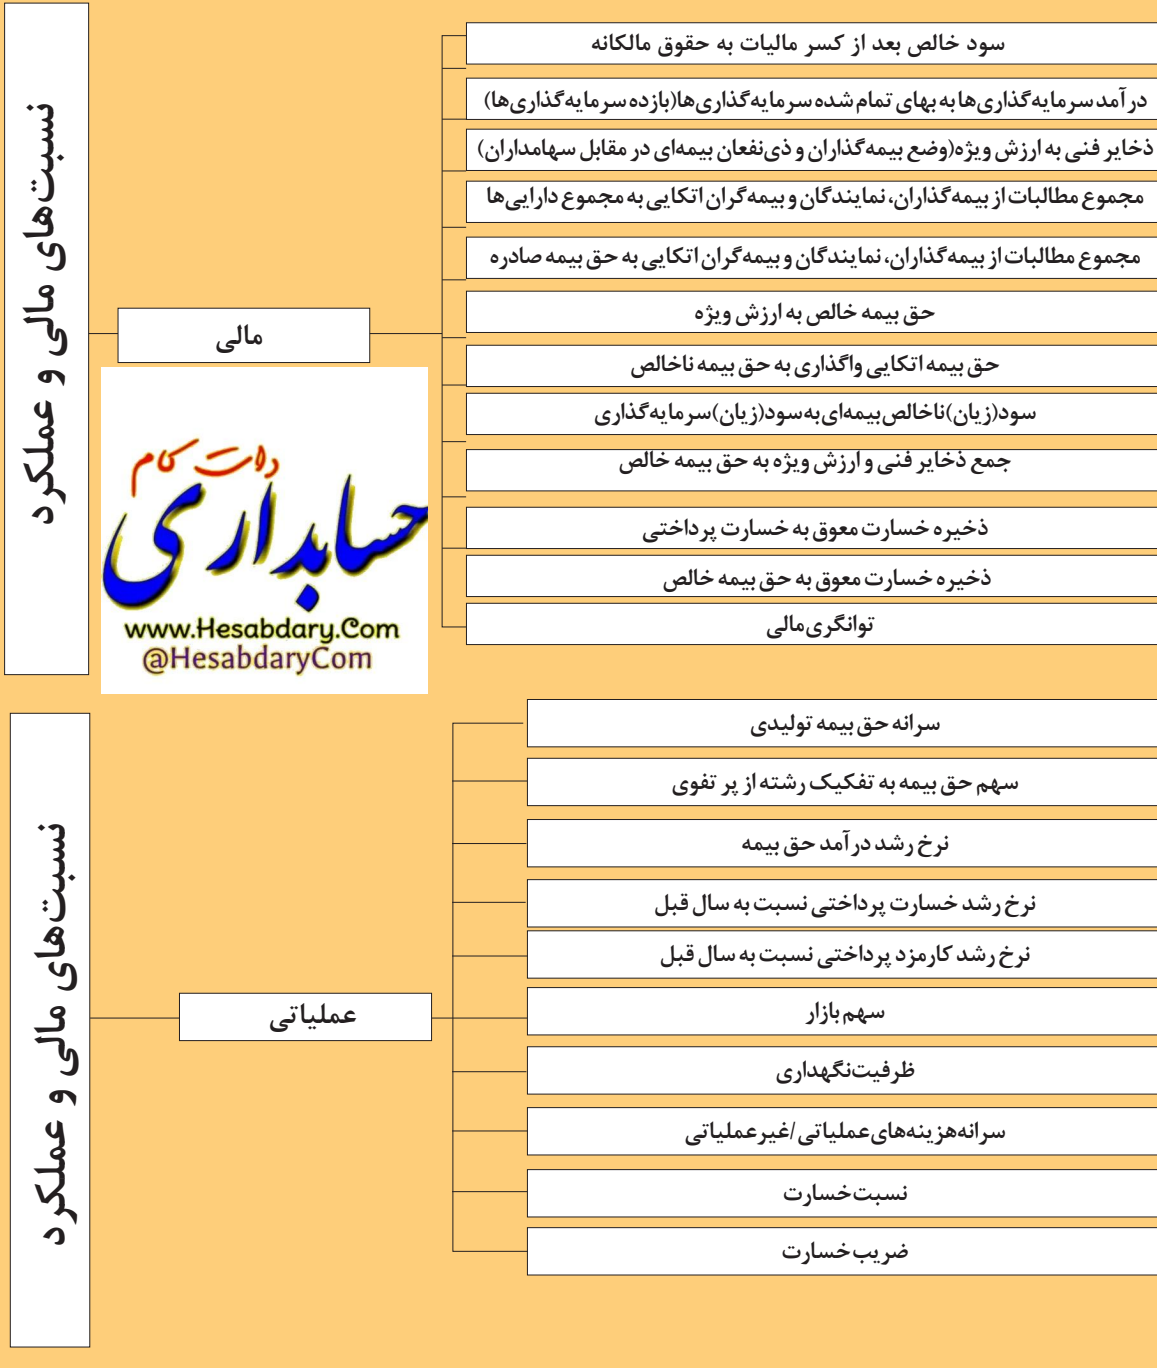 نسبت‌های مالی و عملکرد
مالی
سود خالص بعد از کسر مالیات به حقوق مالکانه
درآمد سرمایه‌گذاری‌ها به بهای تمام شده سرمایه‌گذاری‌ها(بازده سرمایه‌گذاری‌ها)
ذخایر فنی به ارزش ویژه(وضع بیمه‌گذاران و ذی‌نفعان بیمه‌ای در مقابل سهامداران)
مجموع مطالبات از بیمه‌گذاران، نمایندگان و بیمه‌گران اتکایی به مجموع دارایی‌ها
مجموع مطالبات از بیمه‌گذاران، نمایندگان و بیمه‌گران اتکایی به حق بیمه صادره
حق بیمه خالص به ارزش ویژه
حق بیمه اتکایی واگذاری به حق بیمه ناخالص
سود(زیان)ناخالص بیمه‌ای به سود(زیان)سرمایه‌گذاری
جمع ذخایر فنی و ارزش ویژه به حق بیمه خالص
ذخیره خسارت معوق به خسارت پرداختی
ذخیره خسارت معوق به حق بیمه خالص
توانگری مالی
دات کام
حسابداری
www.Hesabdary.Com
@HesabdaryCom
نسبت‌های مالی و عملکرد
عملیاتی
سرانه حق بیمه تولیدی
سهم حق بیمه به تفکیک رشته از پر تفوی
نرخ رشد درآمد حق بیمه
نرخ رشد خسارت پرداختی نسبت به سال قبل
نرخ رشد کارمزد پرداختی نسبت به سال قبل
سهم بازار
ظرفیت نگهداری
سرانه هزینه‌های عملیاتی/غیرعملیاتی
نسبت خسارت
ضریب خسارت